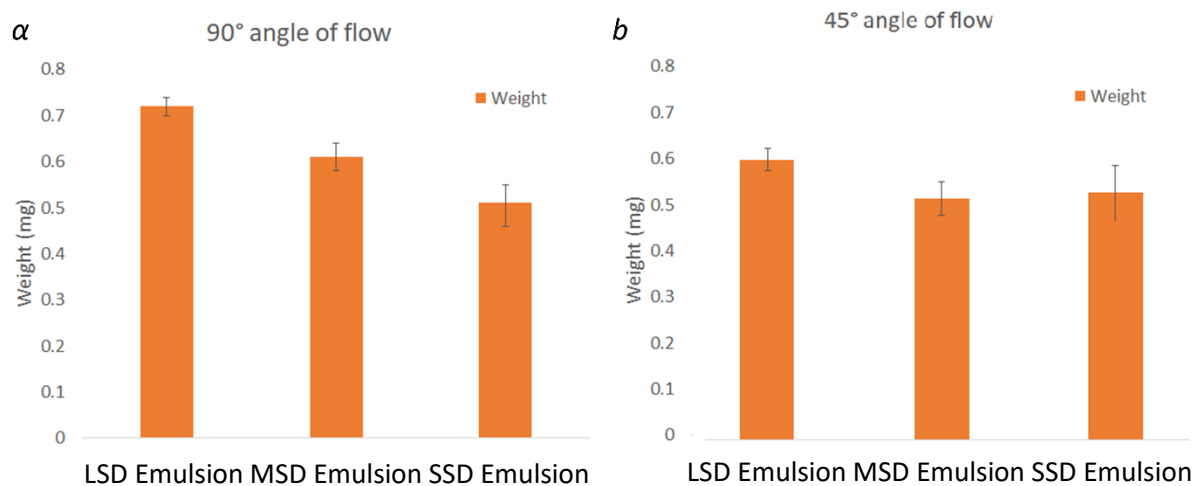 α
90° angle of flow
Weight
Weight (mg)
0.8
0.7
0.6
0.5
0.4
0.3
0.2
0.1
0
LSD Emulsion MSD Emulsion SSD Emulsion
b
45° angle of flow
Weight
Weight (mg)
0.8
0.7
0.6
0.5
0.4
0.3
0.2
0.1
0
LSD Emulsion MSD Emulsion SSD Emulsion